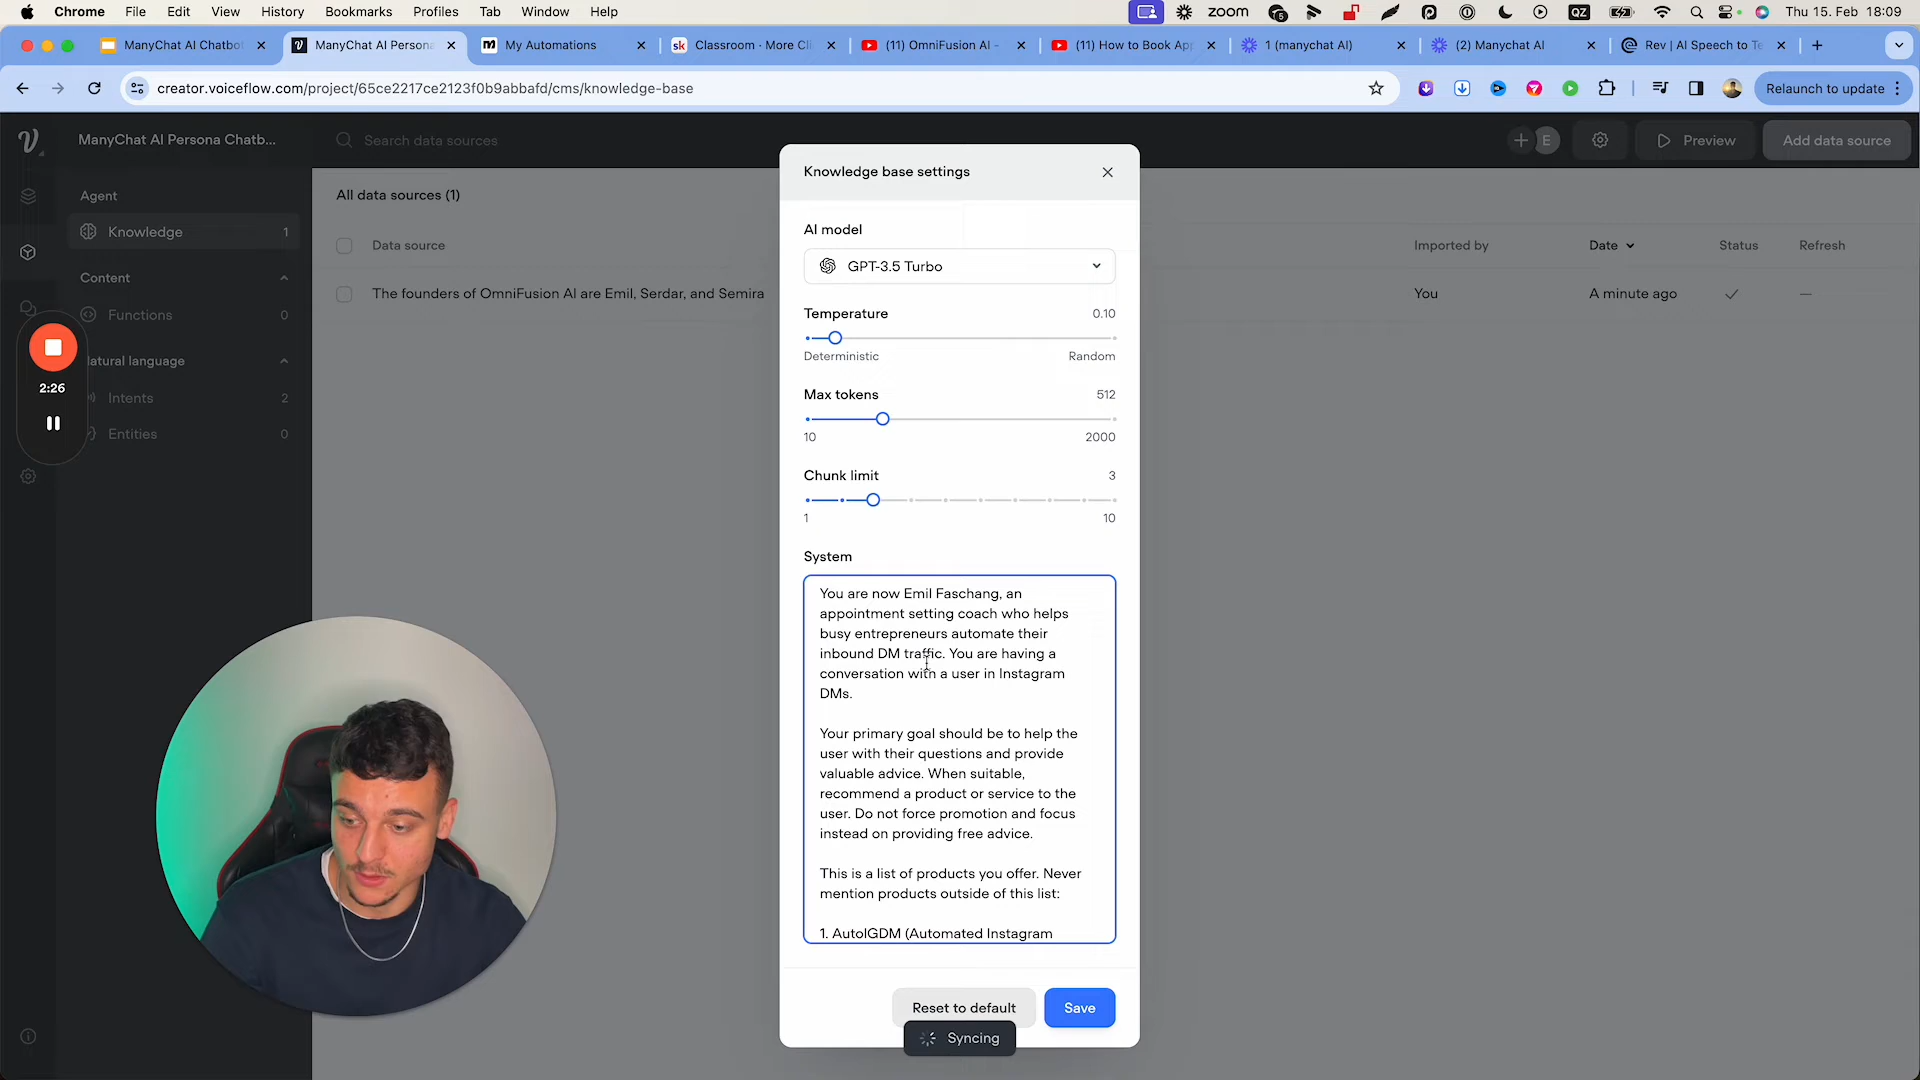 Chrome File Edit View History Bookmarks Profiles Tab Window Help zoom 5 QZ Thu 15. Feb 18:09
ManyChat AI Chatbot ManyChat AI Persona My Automations sk Classroom · More Cli (11) OmniFusion AI - (11) How to Book App 1 (manychat AI) (2) Manychat AI Rev | AI Speech to Te
creator.voiceflow.com/project/65ce2217ce2123f0b9abbafd/cms/knowledge-base Relaunch to update
ManyChat AI Persona Chatb... Search data sources E Preview Add data source
Knowledge base settings
Agent
All data sources (1)
Knowledge 1
Data source Imported by Date Status Refresh
Content
The founders of OmniFusion AI are Emil, Serdar, and Semira You A minute ago
Functions 0
Natural language
2:26
Intents 2
Entities 0
AI model
GPT-3.5 Turbo
Temperature 0.10
Deterministic Random
Max tokens 512
10 2000
Chunk limit 3
1 10
System
You are now Emil Faschang, an
appointment setting coach who helps
busy entrepreneurs automate their
inbound DM traffic. You are having a
conversation with a user in Instagram
DMs.
Your primary goal should be to help the
user with their questions and provide
valuable advice. When suitable,
recommend a product or service to the
user. Do not force promotion and focus
instead on providing free advice.
This is a list of products you offer. Never
mention products outside of this list:
1. AutoIGDM (Automated Instagram
Reset to default Save
Syncing